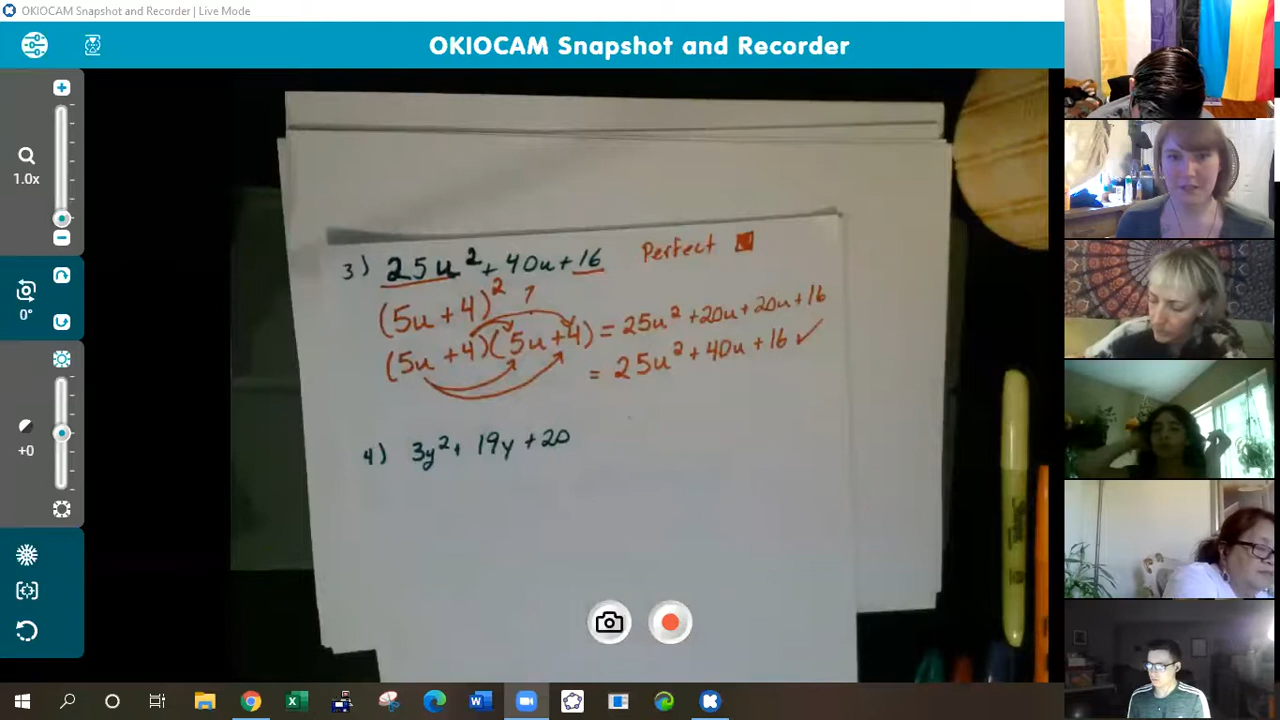 OKIOCAM Snapshot and Recorder | Live Mode
OKIOCAM Snapshot and Recorder
1.0x
0°
+0
3) 25u² + 40u + 16 Perfect
(5u + 4)² ?
(5u + 4)(5u + 4) = 25u² + 20u + 20u + 16
= 25u² + 40u + 16 ✓
4) 3y² + 19y + 20